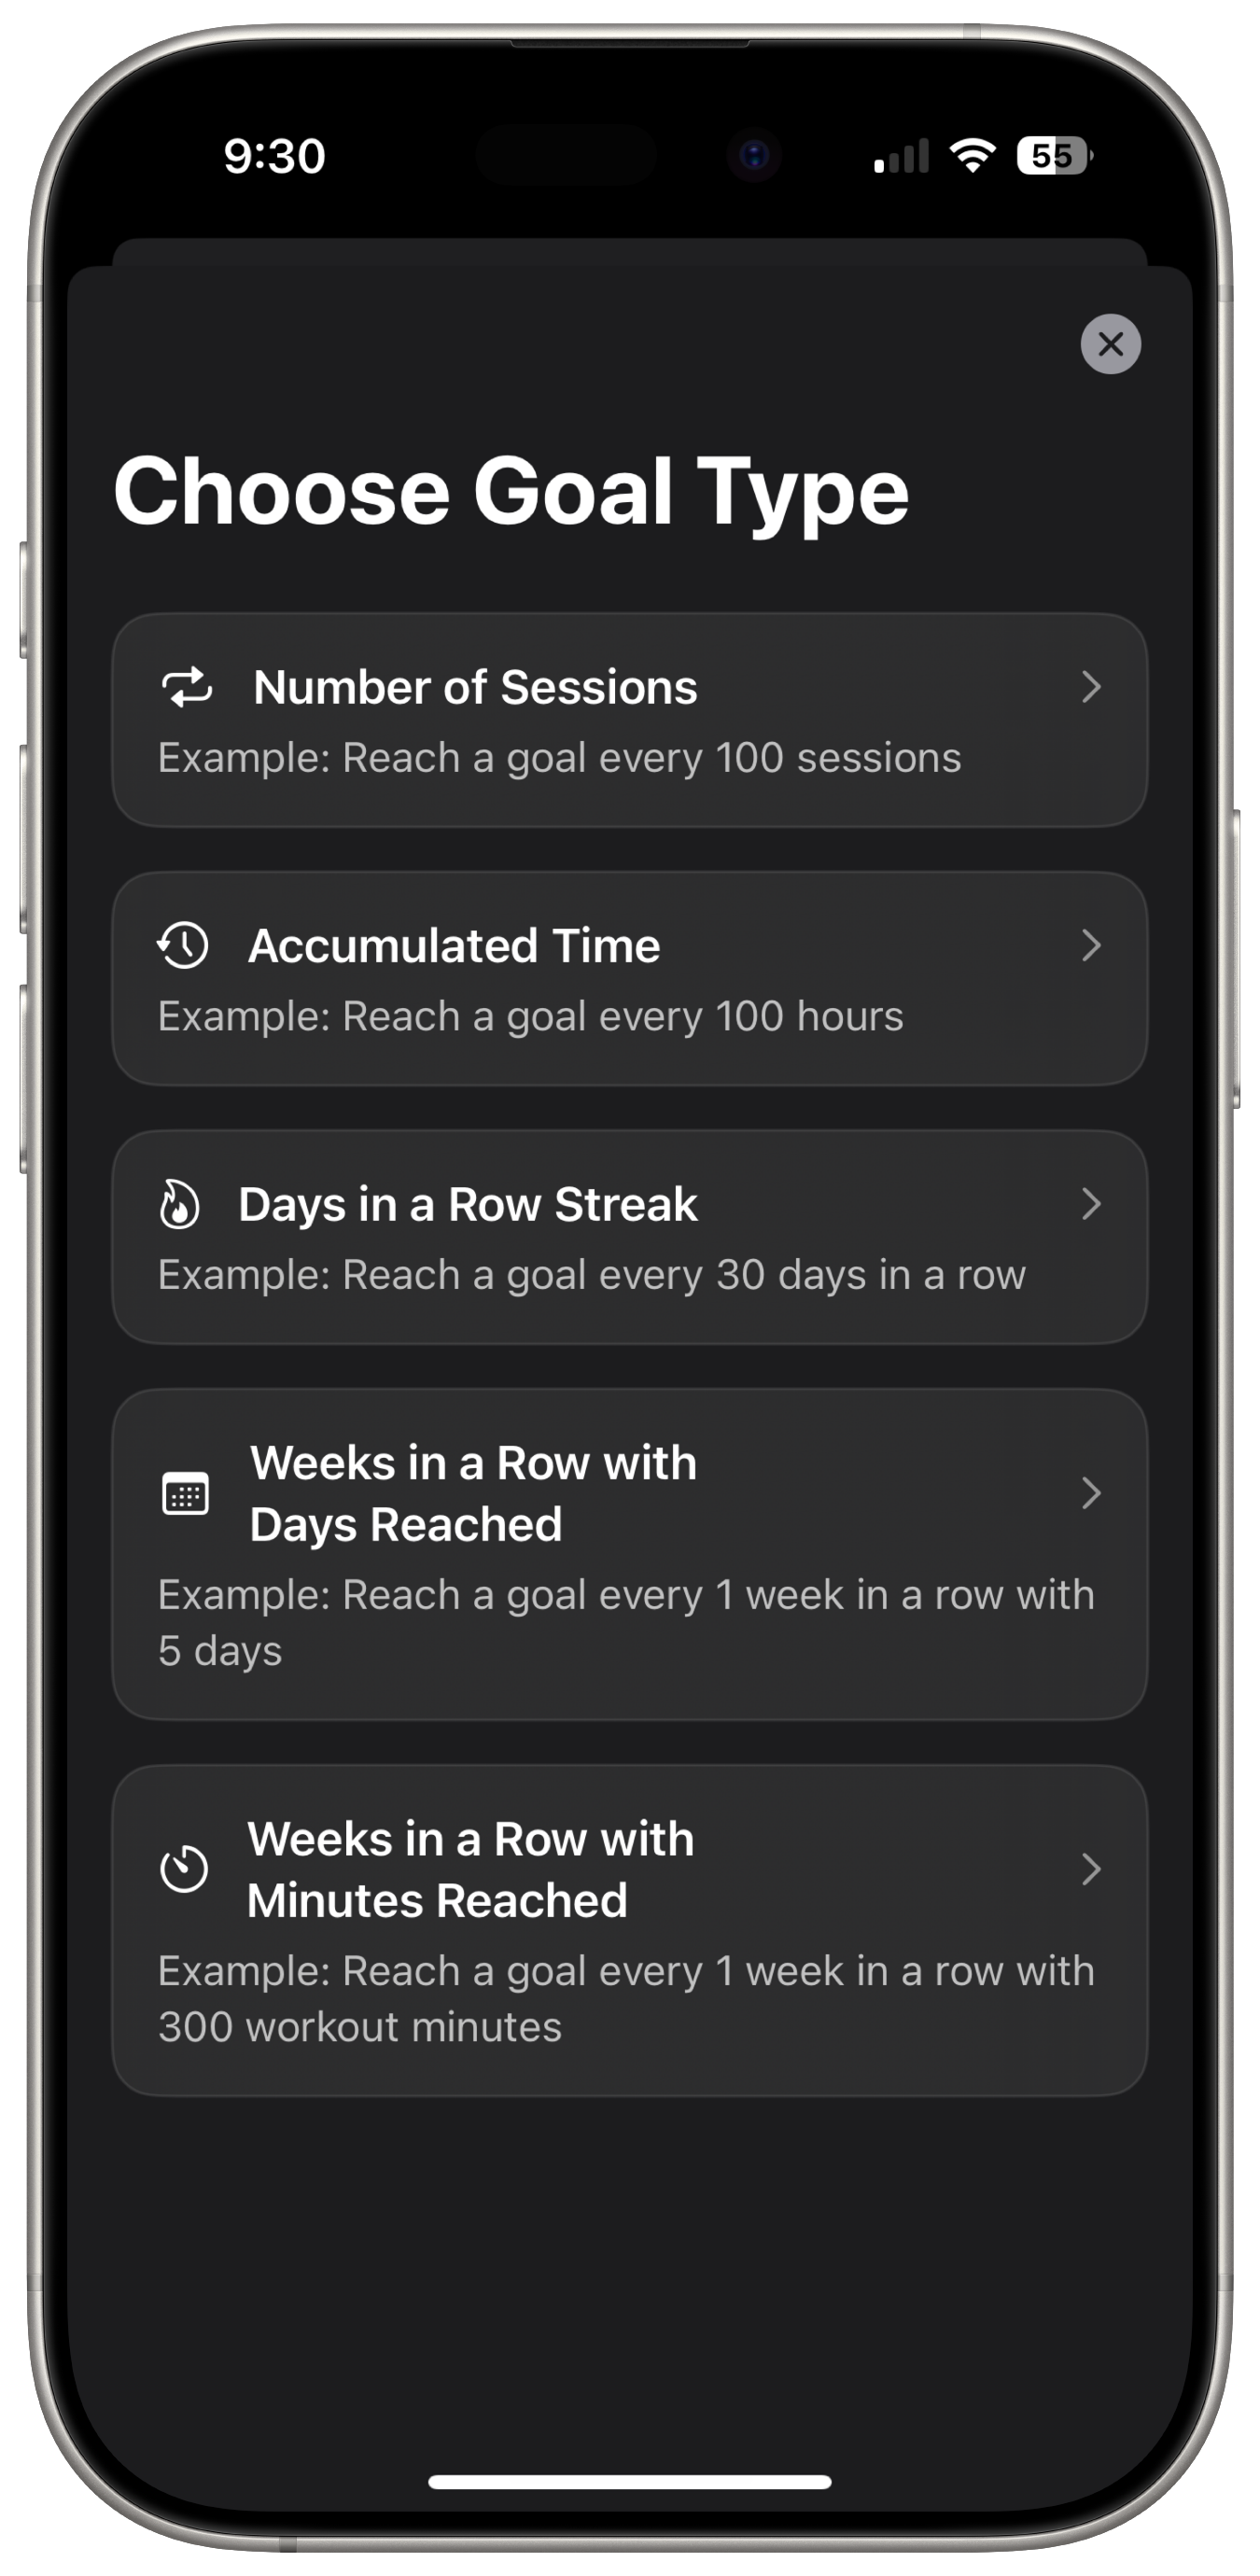 9:30
55
Choose Goal Type
Number of Sessions
Example: Reach a goal every 100 sessions
Accumulated Time
Example: Reach a goal every 100 hours
Days in a Row Streak
Example: Reach a goal every 30 days in a row
Weeks in a Row with
Days Reached
Example: Reach a goal every 1 week in a row with
5 days
Weeks in a Row with
Minutes Reached
Example: Reach a goal every 1 week in a row with
300 workout minutes